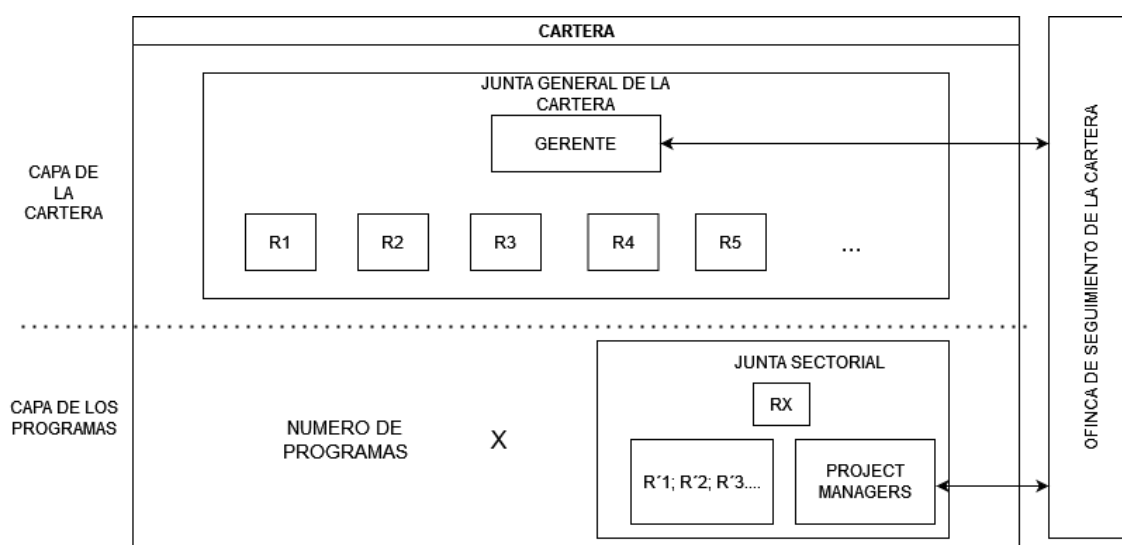 CARTERA
JUNTA GENERAL DE LA
CARTERA
GERENTE
CAPA DE
LA
CARTERA
R1
R2
R3
R4
R5
...
CAPA DE LOS
PROGRAMAS
NUMERO DE
PROGRAMAS
X
JUNTA SECTORIAL
RX
R´1; R´2; R´3....
PROJECT
MANAGERS
OFINCA DE SEGUIMIENTO DE LA CARTERA